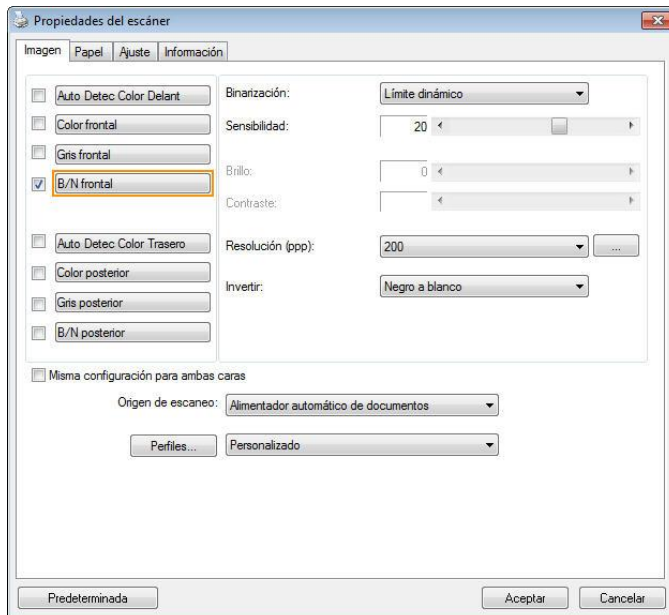 Propiedades del escáner
Imagen Papel Ajuste Información
Auto Detec Color Delant
Color frontal
Gris frontal
B/N frontal
Auto Detec Color Trasero
Color posterior
Gris posterior
B/N posterior
Binarización: Límite dinámico
Sensibilidad: 20
Brillo: 0
Contraste:
Resolución (ppp): 200 ...
Invertir: Negro a blanco
Misma configuración para ambas caras
Origen de escaneo: Alimentador automático de documentos
Perfiles... Personalizado
Predeterminada Aceptar Cancelar